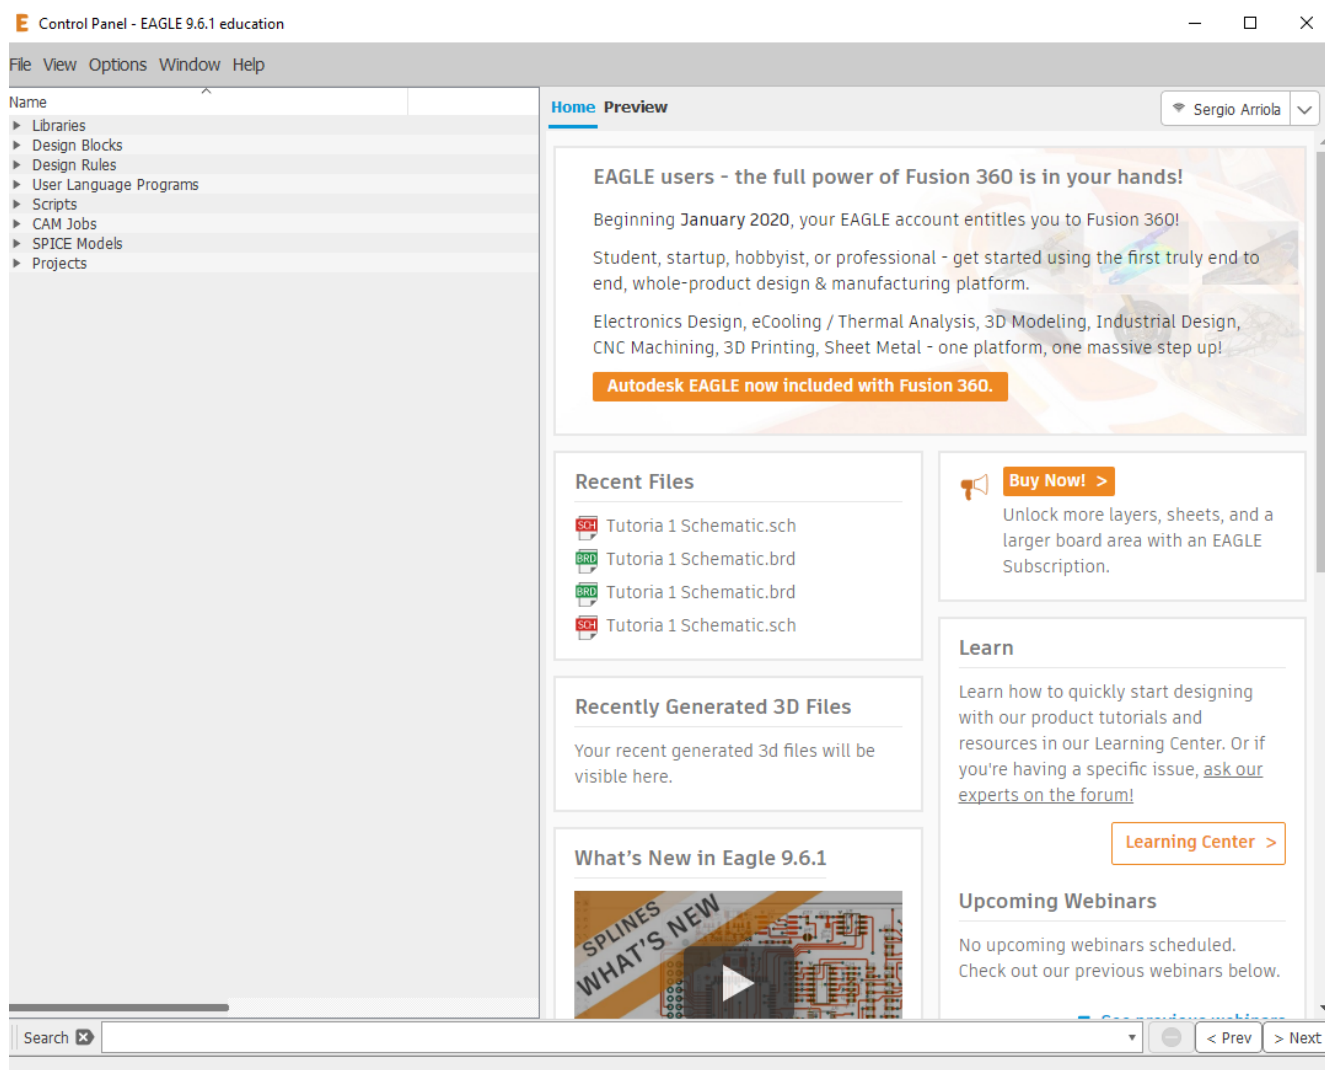 E Control Panel - EAGLE 9.6.1 education
File View Options Window Help
Name
Libraries
Design Blocks
Design Rules
User Language Programs
Scripts
CAM Jobs
SPICE Models
Projects
Home Preview
Sergio Arriola
EAGLE users - the full power of Fusion 360 is in your hands!
Beginning January 2020, your EAGLE account entitles you to Fusion 360!
Student, startup, hobbyist, or professional - get started using the first truly end to
end, whole-product design & manufacturing platform.
Electronics Design, eCooling / Thermal Analysis, 3D Modeling, Industrial Design,
CNC Machining, 3D Printing, Sheet Metal - one platform, one massive step up!
Autodesk EAGLE now included with Fusion 360.
Recent Files
SCH Tutoria 1 Schematic.sch
BRD Tutoria 1 Schematic.brd
BRD Tutoria 1 Schematic.brd
SCH Tutoria 1 Schematic.sch
Recently Generated 3D Files
Your recent generated 3d files will be
visible here.
What's New in Eagle 9.6.1
SPLINES
WHAT'S NEW
Buy Now! >
Unlock more layers, sheets, and a
larger board area with an EAGLE
Subscription.
Learn
Learn how to quickly start designing
with our product tutorials and
resources in our Learning Center. Or if
you're having a specific issue, ask our
experts on the forum!
Learning Center >
Upcoming Webinars
No upcoming webinars scheduled.
Check out our previous webinars below.
See previous webinars
Search
< Prev
> Next